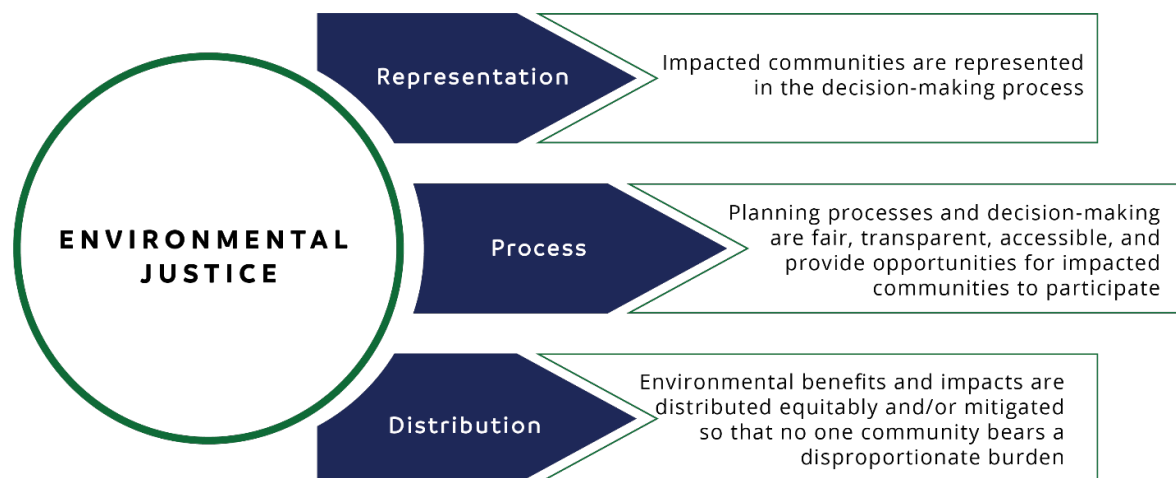 ENVIRONMENTAL
JUSTICE
Representation
Impacted communities are represented
in the decision-making process
Process
Planning processes and decision-making
are fair, transparent, accessible, and
provide opportunities for impacted
communities to participate
Distribution
Environmental benefits and impacts are
distributed equitably and/or mitigated
so that no one community bears a
disproportionate burden